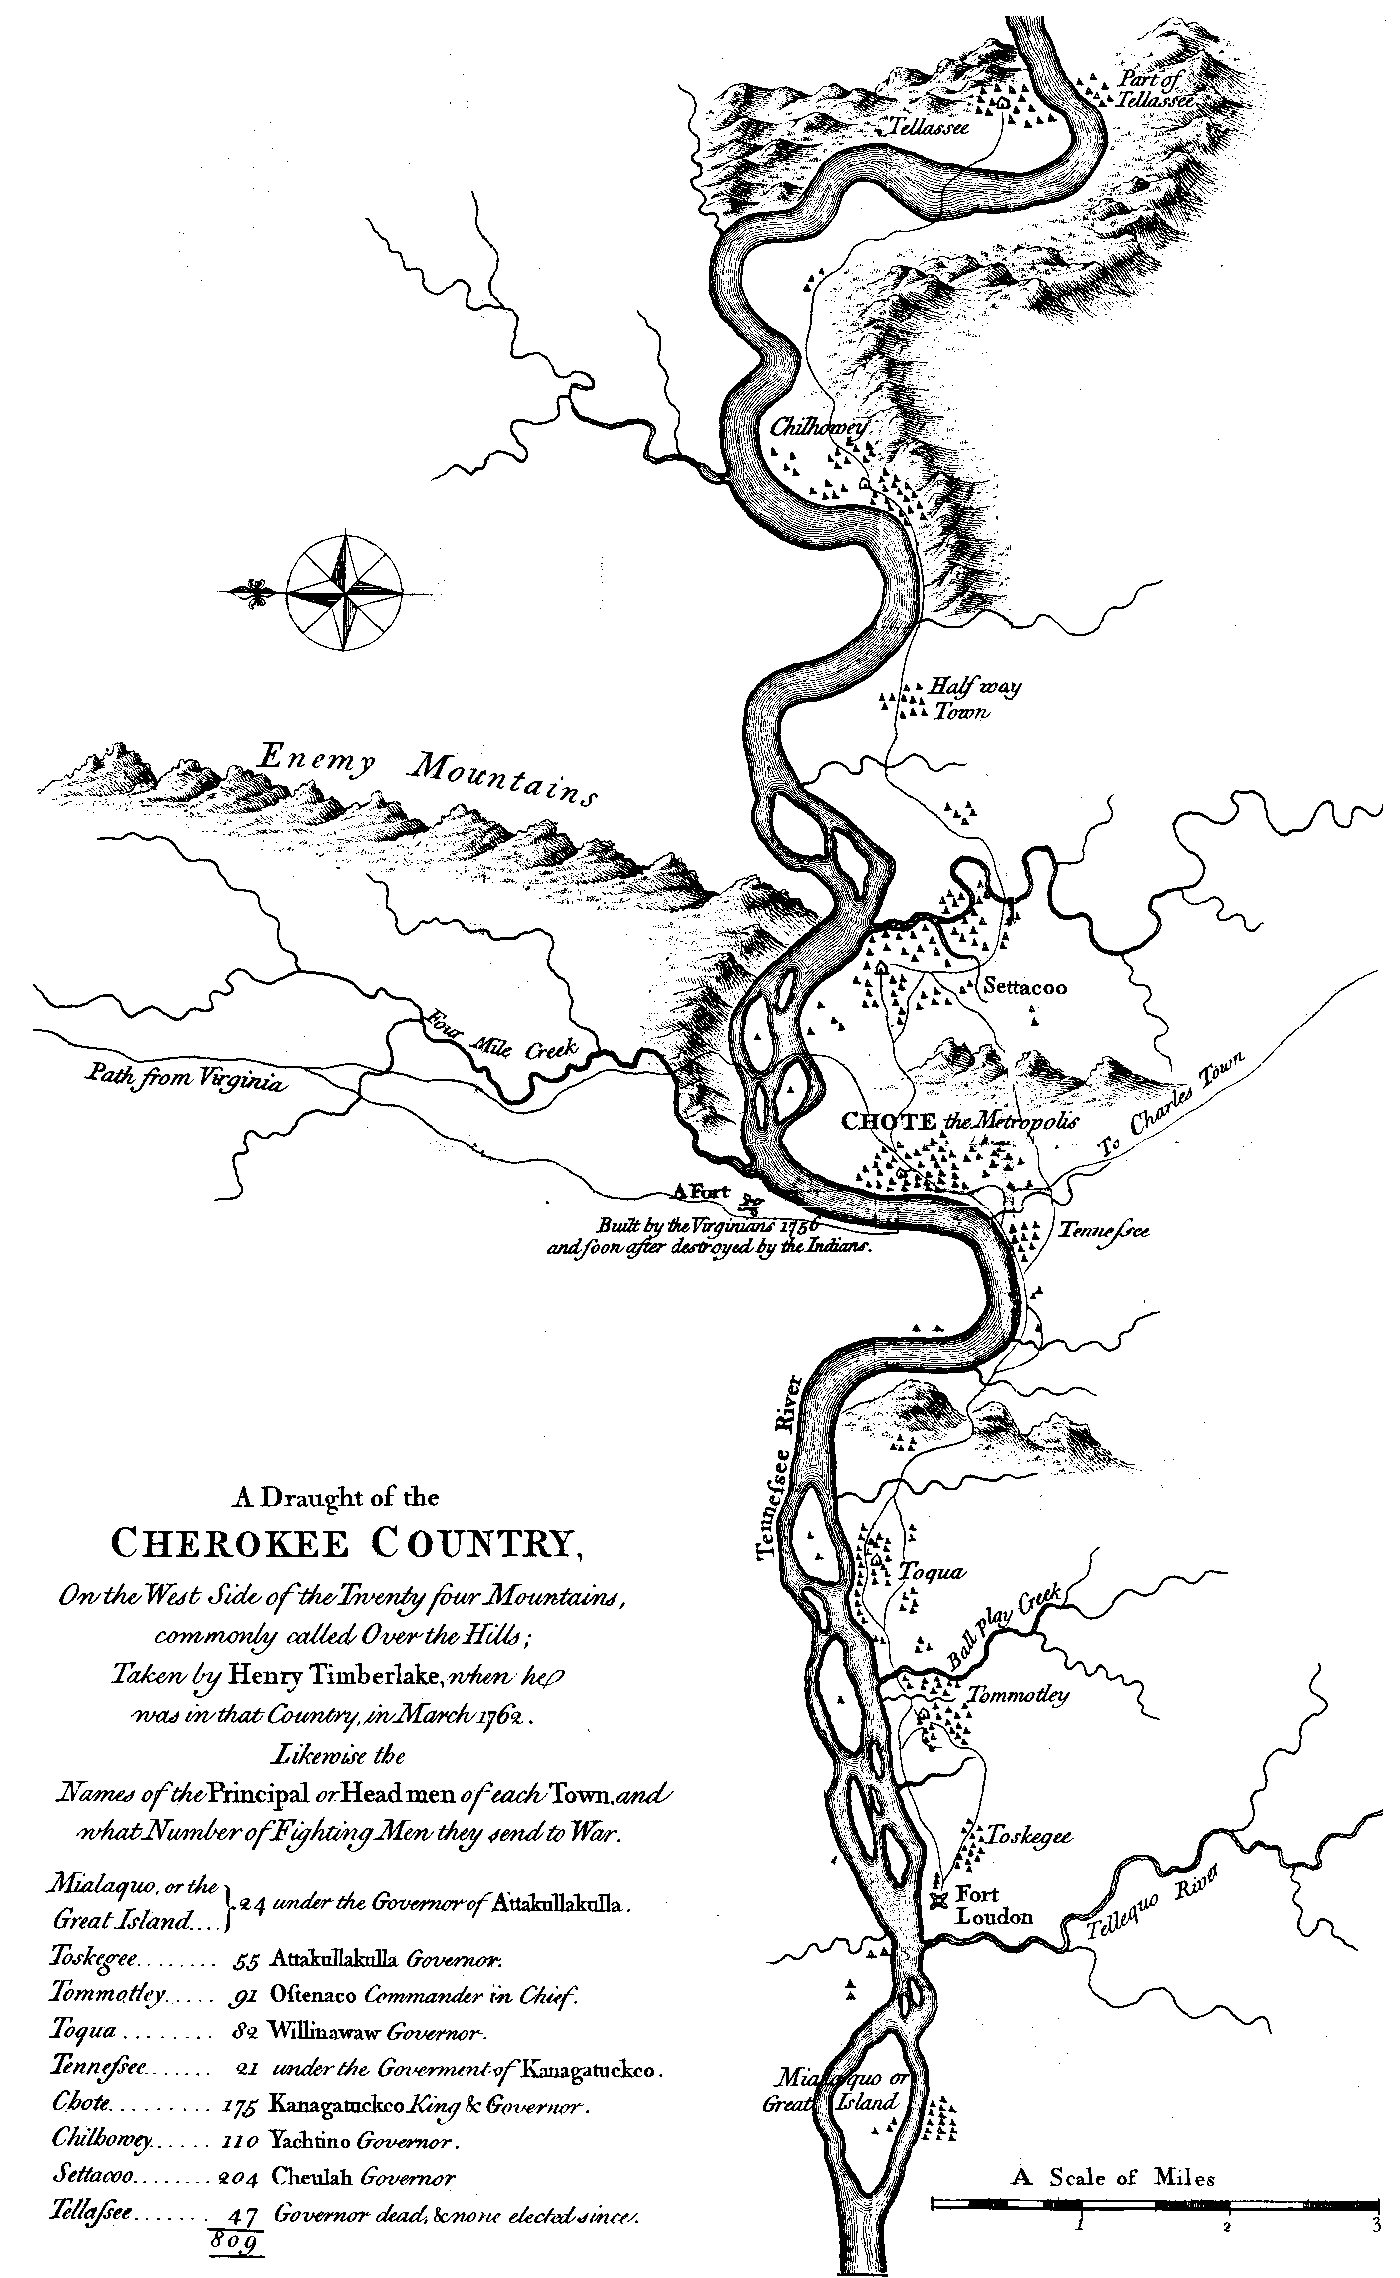 Part of
Tellassee
Tellassee
Chilhowey
Half way
Town
Enemy Mountains
Settacoo
Four Mile Creek
Path from Virginia
CHOTE the Metropolis
To Charles Town
A Fort
Built by the Virginians 1756
and ſoon after destroyed by the Indians.
Tenneſsee
Tenneſsee River
Toqua
Ball play Creek
Tommotley
Toskegee
Fort
Loudon
Tellequo River
Mialaquo or
Great Island
A Draught of the
CHEROKEE COUNTRY,
On the West Side of the Twenty four Mountains,
commonly called Over the Hills;
Taken by Henry Timberlake, when he
was in that Country, in March 1762.
Likewise the
Names of the Principal or Head men of each Town, and
what Number of Fighting Men they send to War.
Mialaquo, or the
Great Island.... } .24 under the Governor of Attakullakulla.
Toskegee........ 55 Attakullakulla Governor.
Tommotley..... 91 Oſtenaco Commander in Chief.
Toqua ........ 82 Willinawaw Governor.
Tenneſsee...... 21 under the Goverment of Kanagatuckco.
Chote......... 175 Kanagatuckco King & Governor.
Chilhowey...... 110 Yachtino Governor.
Settacoo........ 204 Cheulah Governor
Tellaſsee....... 47 Governor dead, & none elected since.
809
A Scale of Miles
1 2 3